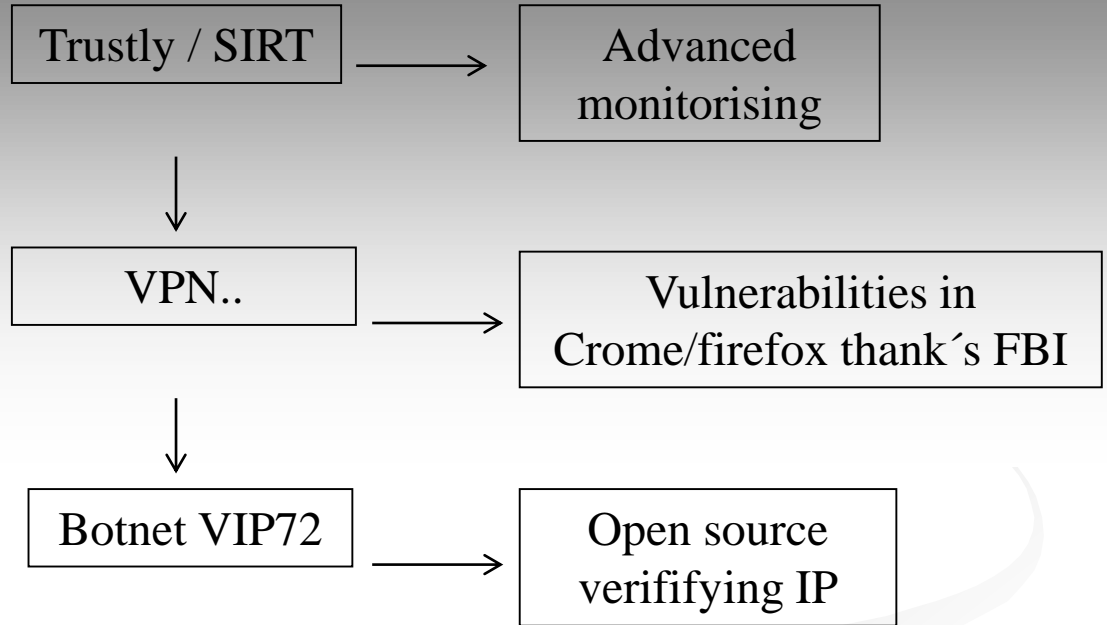 Trustly / SIRT
Advanced
monitorising
VPN..
Vulnerabilities in
Crome/firefox thank´s FBI
Botnet VIP72
Open source
verififying IP